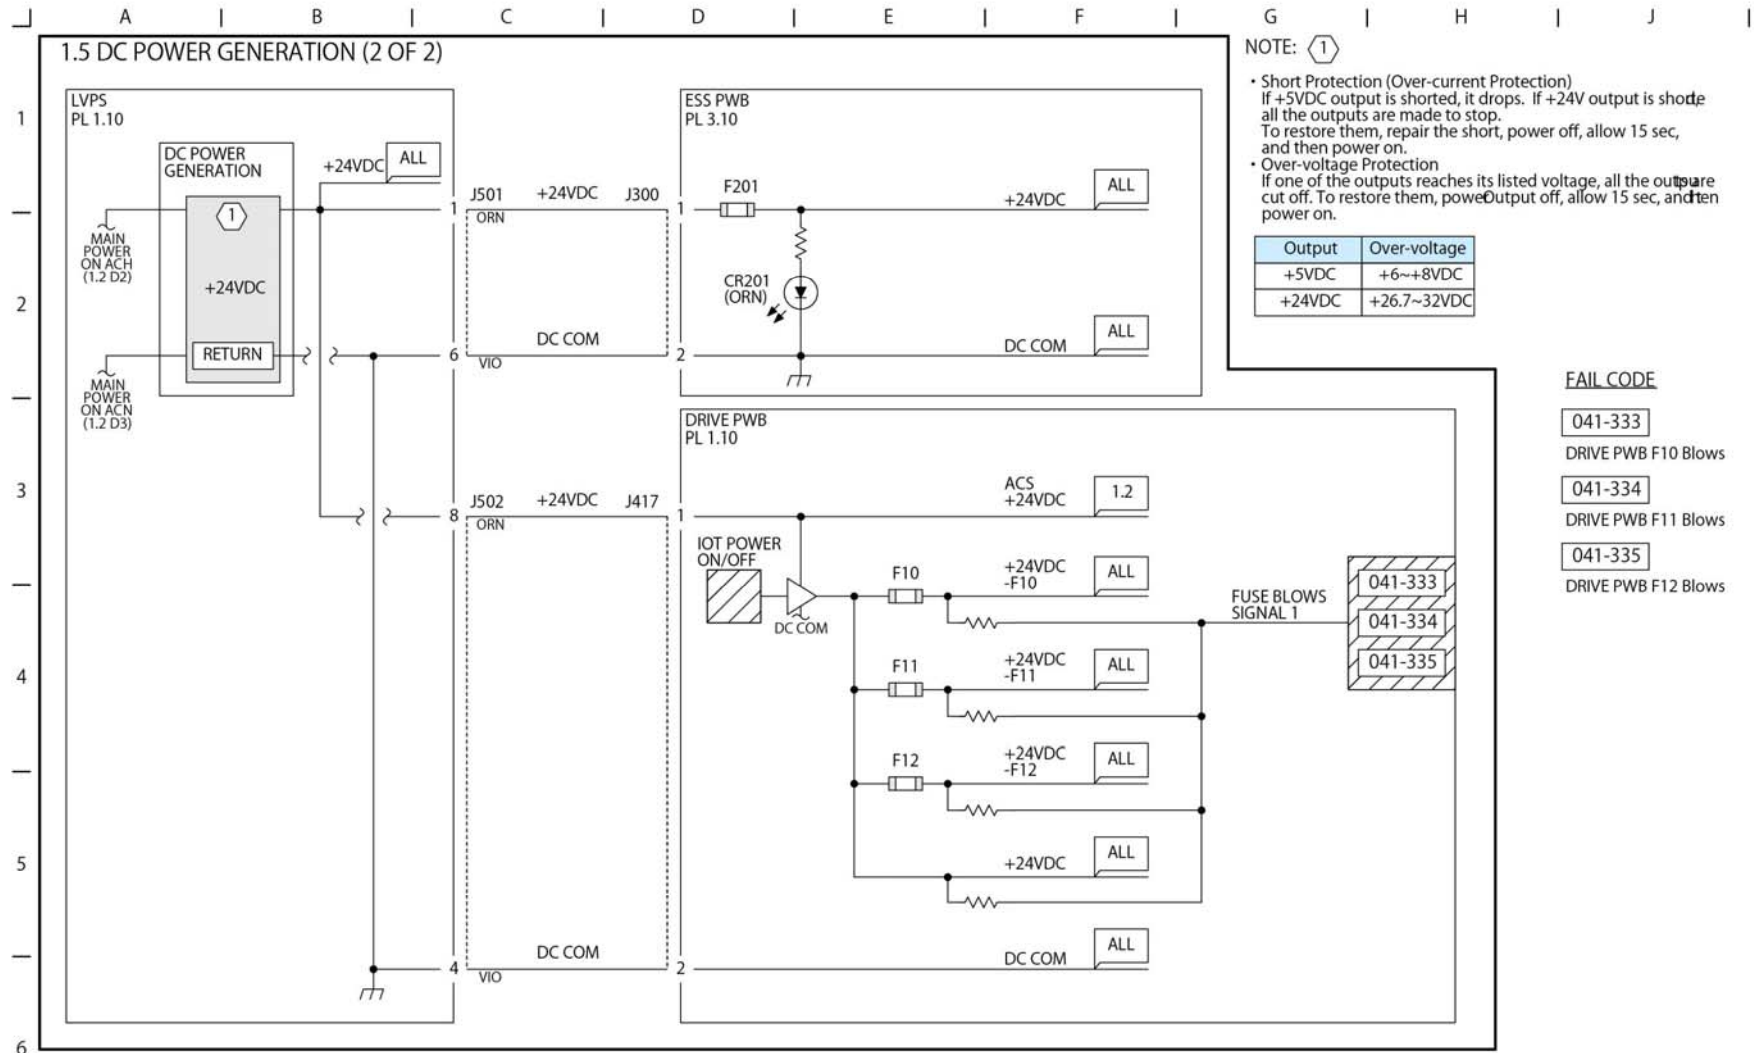 A B C D E F G H J
1.5 DC POWER GENERATION (2 OF 2)
NOTE: 1
• Short Protection (Over-current Protection)
If +5VDC output is shorted, it drops. If +24V output is
all the outputs are made to stop.
To restore them, repair the short, power off, allow 15 sec,
and then power on.
• Over-voltage Protection
If one of the outputs reaches its listed voltage, all the
cut off. To restore them, off, allow 15 sec,
power on.
Output Over-voltage
+5VDC +6~+8VDC
+24VDC +26.7~32VDC
1
2
3
4
5
6
LVPS
PL 1.10
DC POWER
GENERATION
1
+24VDC
RETURN
MAIN
POWER
ON ACH
(1.2 D2)
MAIN
POWER
ON ACN
(1.2 D3)
+24VDC ALL
1 J501 +24VDC J300 1
ORN
6 DC COM 2
VIO
ESS PWB
PL 3.10
F201
+24VDC ALL
CR201
(ORN)
DC COM ALL
8 J502 +24VDC J417 1
ORN
4 DC COM 2
VIO
DRIVE PWB
PL 1.10
ACS
+24VDC 1.2
IOT POWER
ON/OFF
DC COM
F10
+24VDC
-F10
ALL
F11
+24VDC
-F11
ALL
F12
+24VDC
-F12
ALL
+24VDC ALL
DC COM ALL
FUSE BLOWS
SIGNAL 1
041-333
041-334
041-335
FAIL CODE
041-333
DRIVE PWB F10 Blows
041-334
DRIVE PWB F11 Blows
041-335
DRIVE PWB F12 Blows